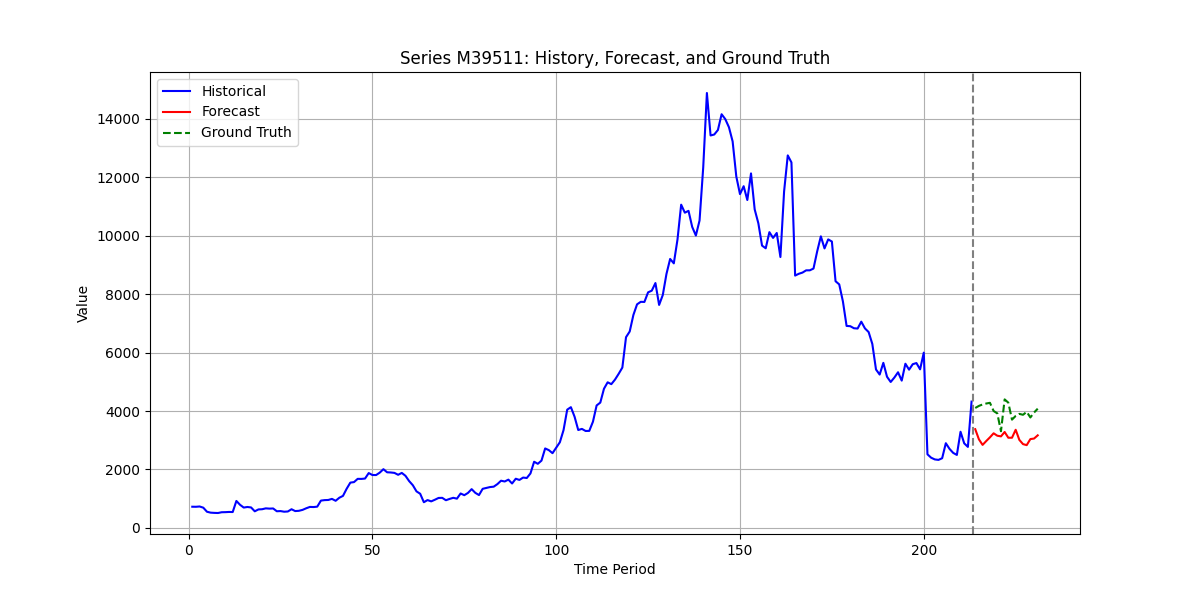 Series M39511: History, Forecast, and Ground Truth
Historical
Forecast
Ground Truth
14000
12000
10000
8000
6000
4000
2000
0
Value
0 50 100 150 200
Time Period